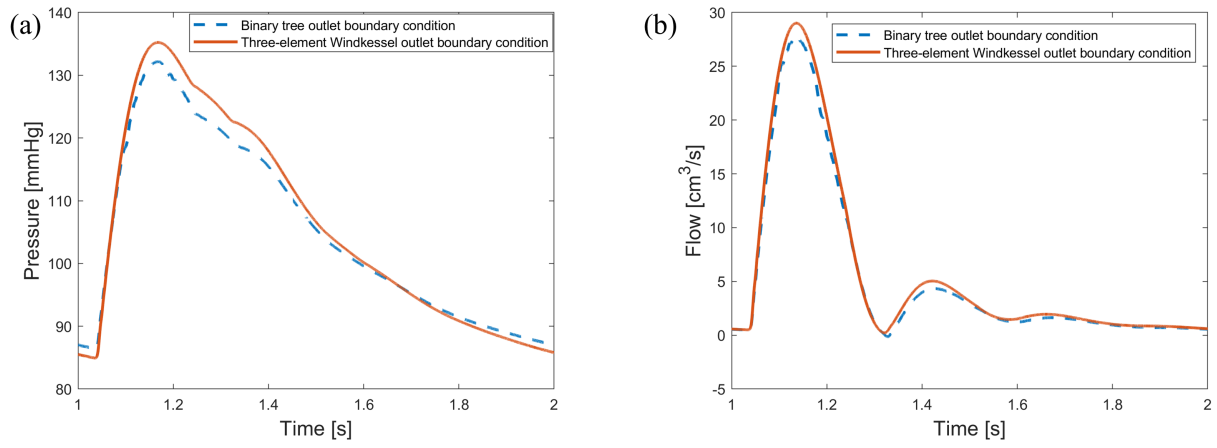 (a)
140
130
120
110
100
90
80
Pressure [mmHg]
Binary tree outlet boundary condition
Three-element Windkessel outlet boundary condition
1
1.2
1.4
1.6
1.8
2
Time [s]
(b)
30
25
20
15
10
5
0
-5
Flow [cm³/s]
Binary tree outlet boundary condition
Three-element Windkessel outlet boundary condition
1
1.2
1.4
1.6
1.8
2
Time [s]